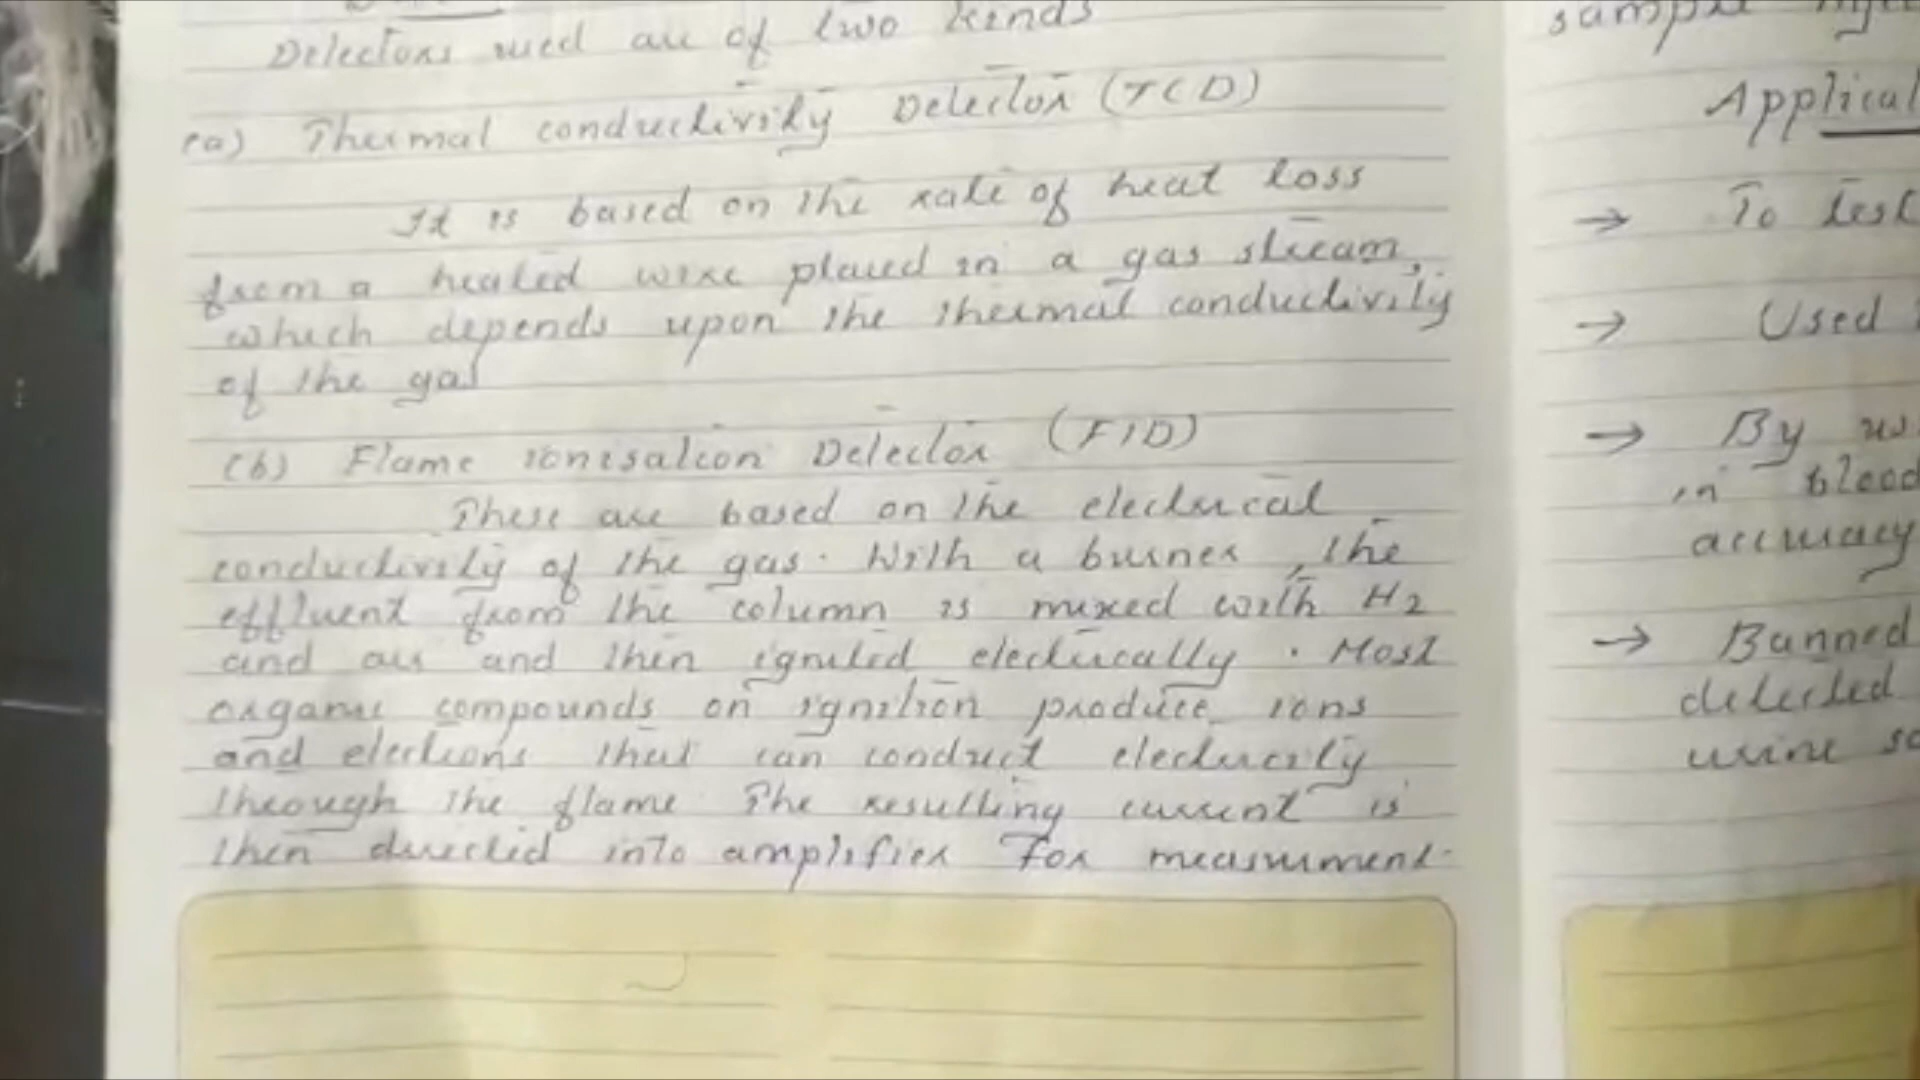 Detectors used are of two kinds
(a) Thermal conductivity Detector (TCD)
It is based on the rate of heat loss
from a heated wire placed in a gas stream,
which depends upon the thermal conductivity
of the gas
(b) Flame ionisation Detector (FID)
These are based on the electrical
conductivity of the gas. With a burner, the
effluent from the column is mixed with H2
and air and then ignited electrically. Most
organic compounds on ignition produce ions
and electrons that can conduct electricity
through the flame. The resulting current is
then directed into amplifier For measurment.
sample
Applicat
→ To test
→ Used
→ By us
in blood
accuracy
→ Banned
detected
urine sa